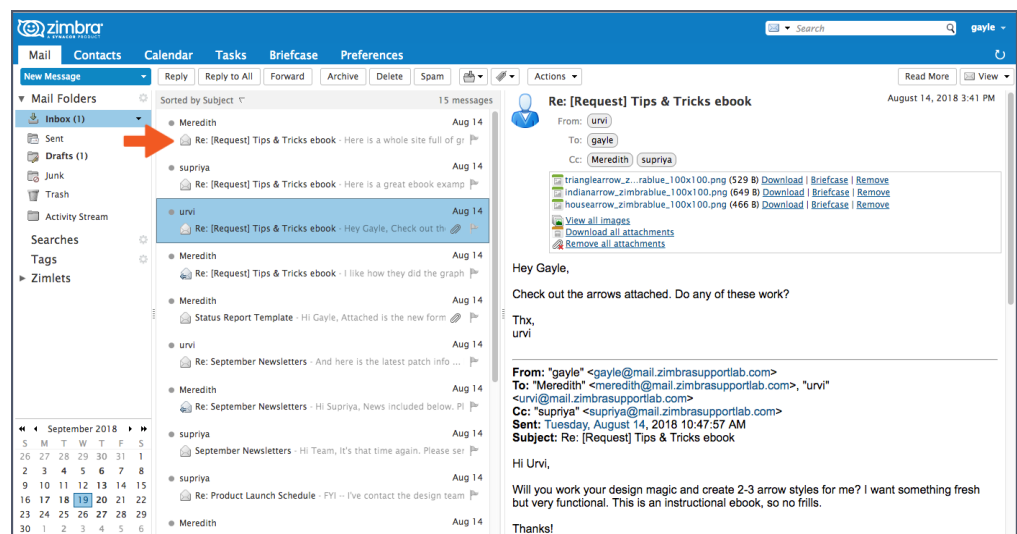 zimbra
A SYNACOR PRODUCT
Search
gayle
Mail Contacts Calendar Tasks Briefcase Preferences
New Message
Reply Reply to All Forward Archive Delete Spam Actions Read More View
Mail Folders
Inbox (1)
Sent
Drafts (1)
Junk
Trash
Activity Stream
Searches
Tags
Zimlets
September 2018
S M T W T F S
26 27 28 29 30 31 1
2 3 4 5 6 7 8
9 10 11 12 13 14 15
16 17 18 19 20 21 22
23 24 25 26 27 28 29
30 1 2 3 4 5 6
Sorted by Subject 15 messages
Meredith Aug 14
Re: [Request] Tips & Tricks ebook - Here is a whole site full of gr
supriya Aug 14
Re: [Request] Tips & Tricks ebook - Here is a great ebook examp
urvi Aug 14
Re: [Request] Tips & Tricks ebook - Hey Gayle, Check out th
Meredith Aug 14
Re: [Request] Tips & Tricks ebook - I like how they did the graph
Meredith Aug 14
Status Report Template - Hi Gayle, Attached is the new form
urvi Aug 14
Re: September Newsletters - And here is the latest patch info ...
Meredith Aug 14
Re: September Newsletters - Hi Supriya, News included below. Pl
supriya Aug 14
September Newsletters - Hi Team, It's that time again. Please ser
supriya Aug 14
Re: Product Launch Schedule - FYI -- I've contact the design team
Meredith Aug 14
Re: [Request] Tips & Tricks ebook August 14, 2018 3:41 PM
From: urvi
To: gayle
Cc: Meredith supriya
trianglearrow_z...rablue_100x100.png (529 B) Download | Briefcase | Remove
indianarrow_zimbrablue_100x100.png (649 B) Download | Briefcase | Remove
housearrow_zimbrablue_100x100.png (466 B) Download | Briefcase | Remove
View all images
Download all attachments
Remove all attachments
Hey Gayle,
Check out the arrows attached. Do any of these work?
Thx,
urvi
From: "gayle" <gayle@mail.zimbrasupportlab.com>
To: "Meredith" <meredith@mail.zimbrasupportlab.com>, "urvi"
<urvi@mail.zimbrasupportlab.com>
Cc: "supriya" <supriya@mail.zimbrasupportlab.com>
Sent: Tuesday, August 14, 2018 10:47:57 AM
Subject: Re: [Request] Tips & Tricks ebook
Hi Urvi,
Will you work your design magic and create 2-3 arrow styles for me? I want something fresh
but very functional. This is an instructional ebook, so no frills.
Thanks!